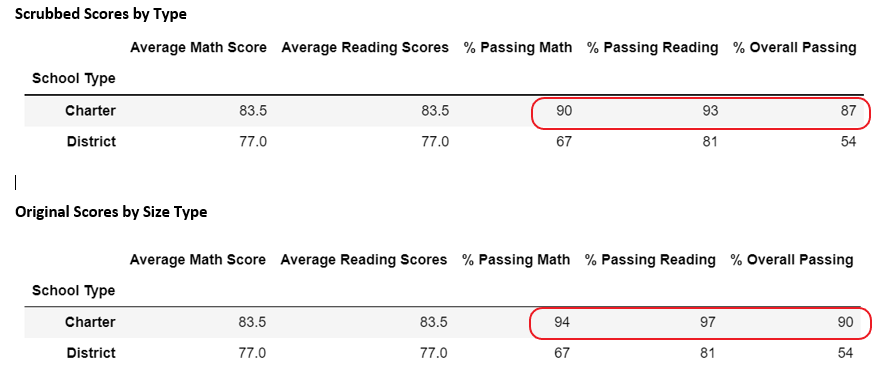 Scrubbed Scores by Type
Average Math Score Average Reading Scores % Passing Math % Passing Reading % Overall Passing
School Type
Charter 83.5 83.5 90 93 87
District 77.0 77.0 67 81 54
Original Scores by Size Type
Average Math Score Average Reading Scores % Passing Math % Passing Reading % Overall Passing
School Type
Charter 83.5 83.5 94 97 90
District 77.0 77.0 67 81 54